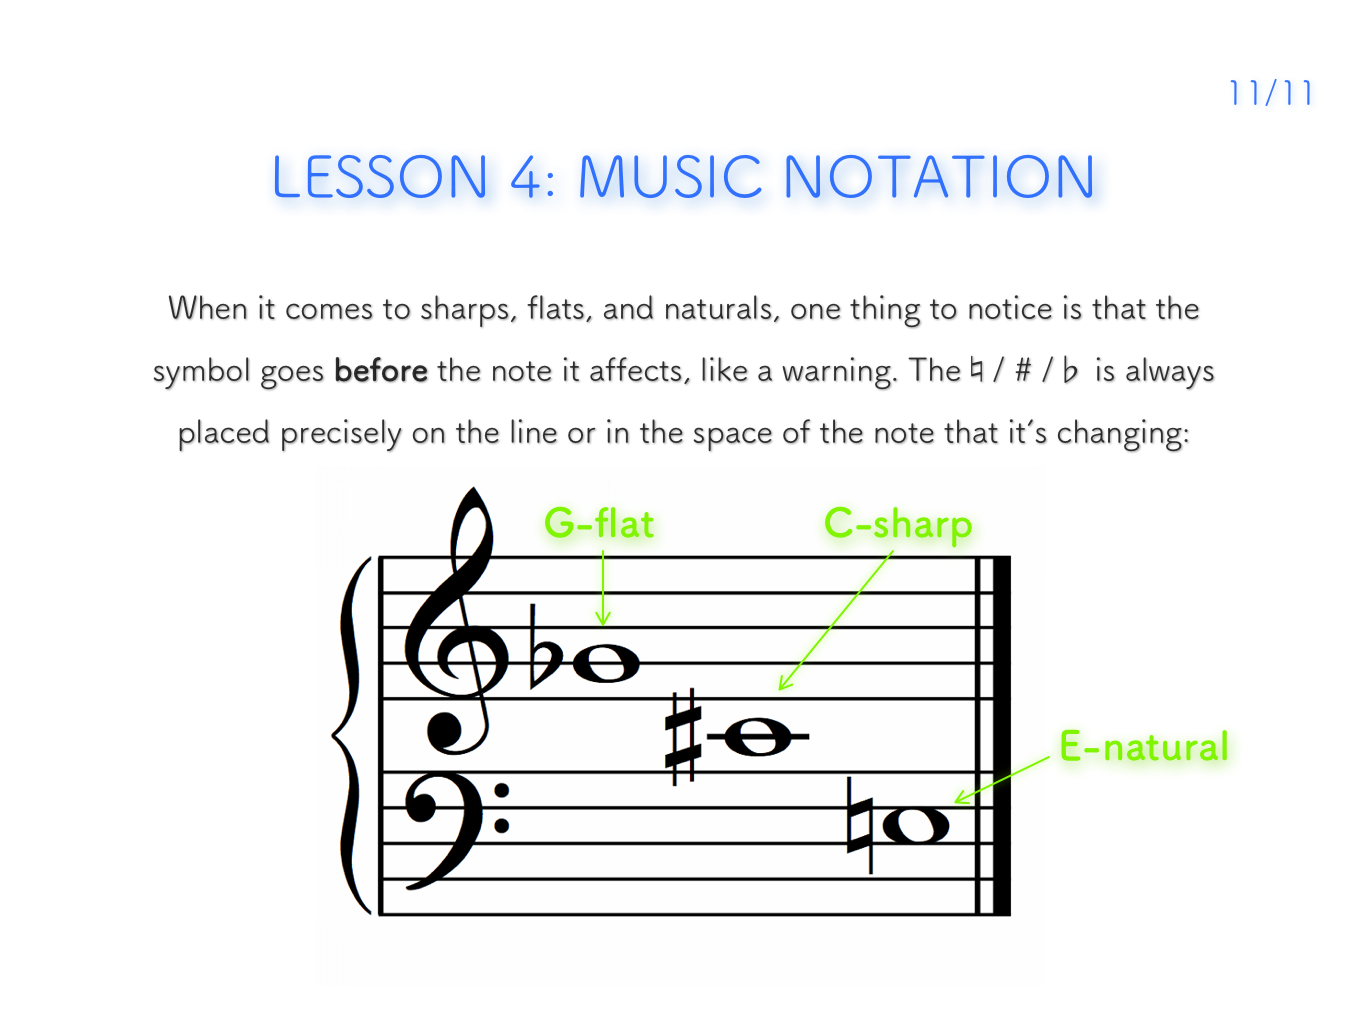 11/11
LESSON 4: MUSIC NOTATION
When it comes to sharps, flats, and naturals, one thing to notice is that the
symbol goes before the note it affects, like a warning. The ♮ / # / ♭ is always
placed precisely on the line or in the space of the note that it´s changing:
G-flat
C-sharp
E-natural